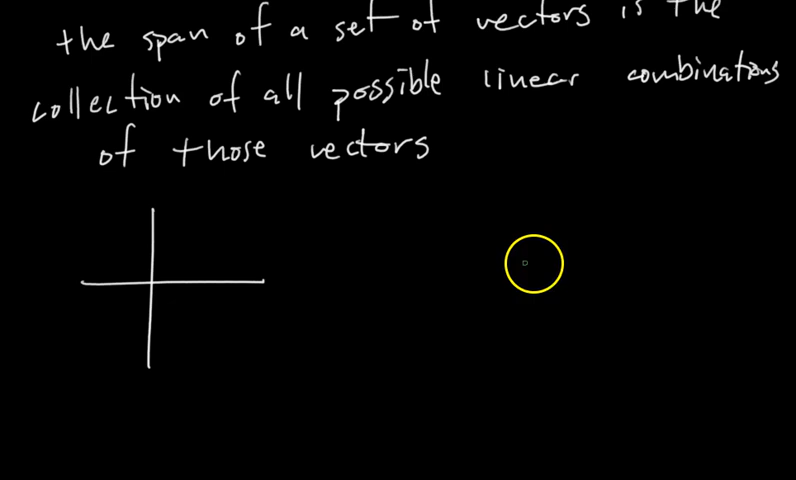 the span of a set of vectors is the
collection of all possible linear combinations
of those vectors